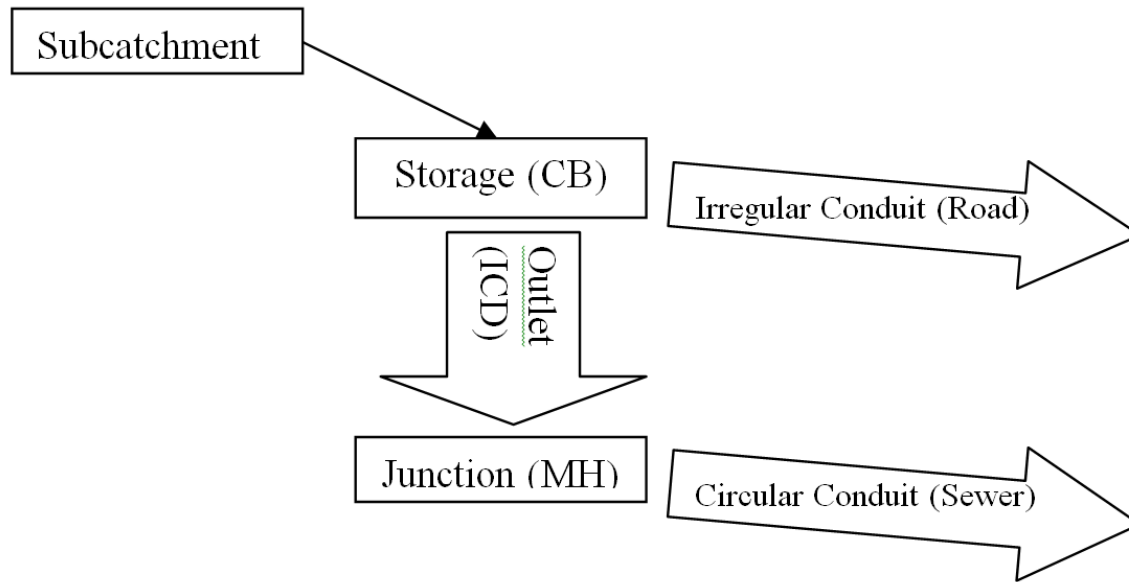 Subcatchment
Storage (CB)
Irregular Conduit (Road)
Outlet
(ICD)
Junction (MH)
Circular Conduit (Sewer)